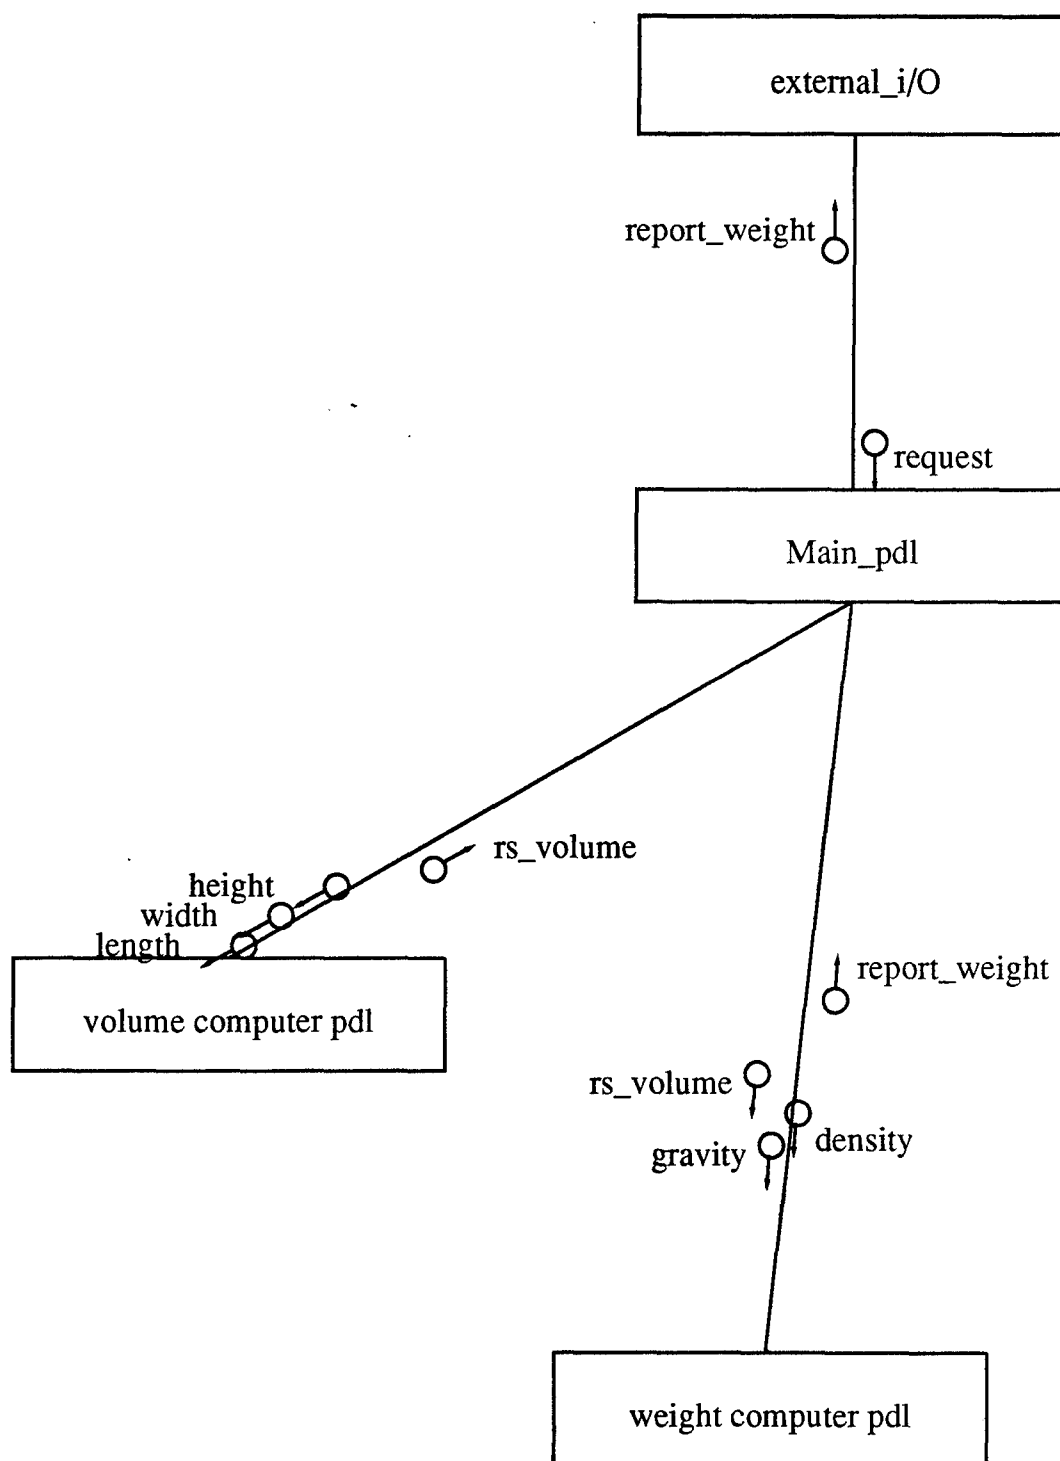 external_i/O
report_weight
request
Main_pdl
rs_volume
height
width
length
volume computer pdl
report_weight
rs_volume
density
gravity
weight computer pdl